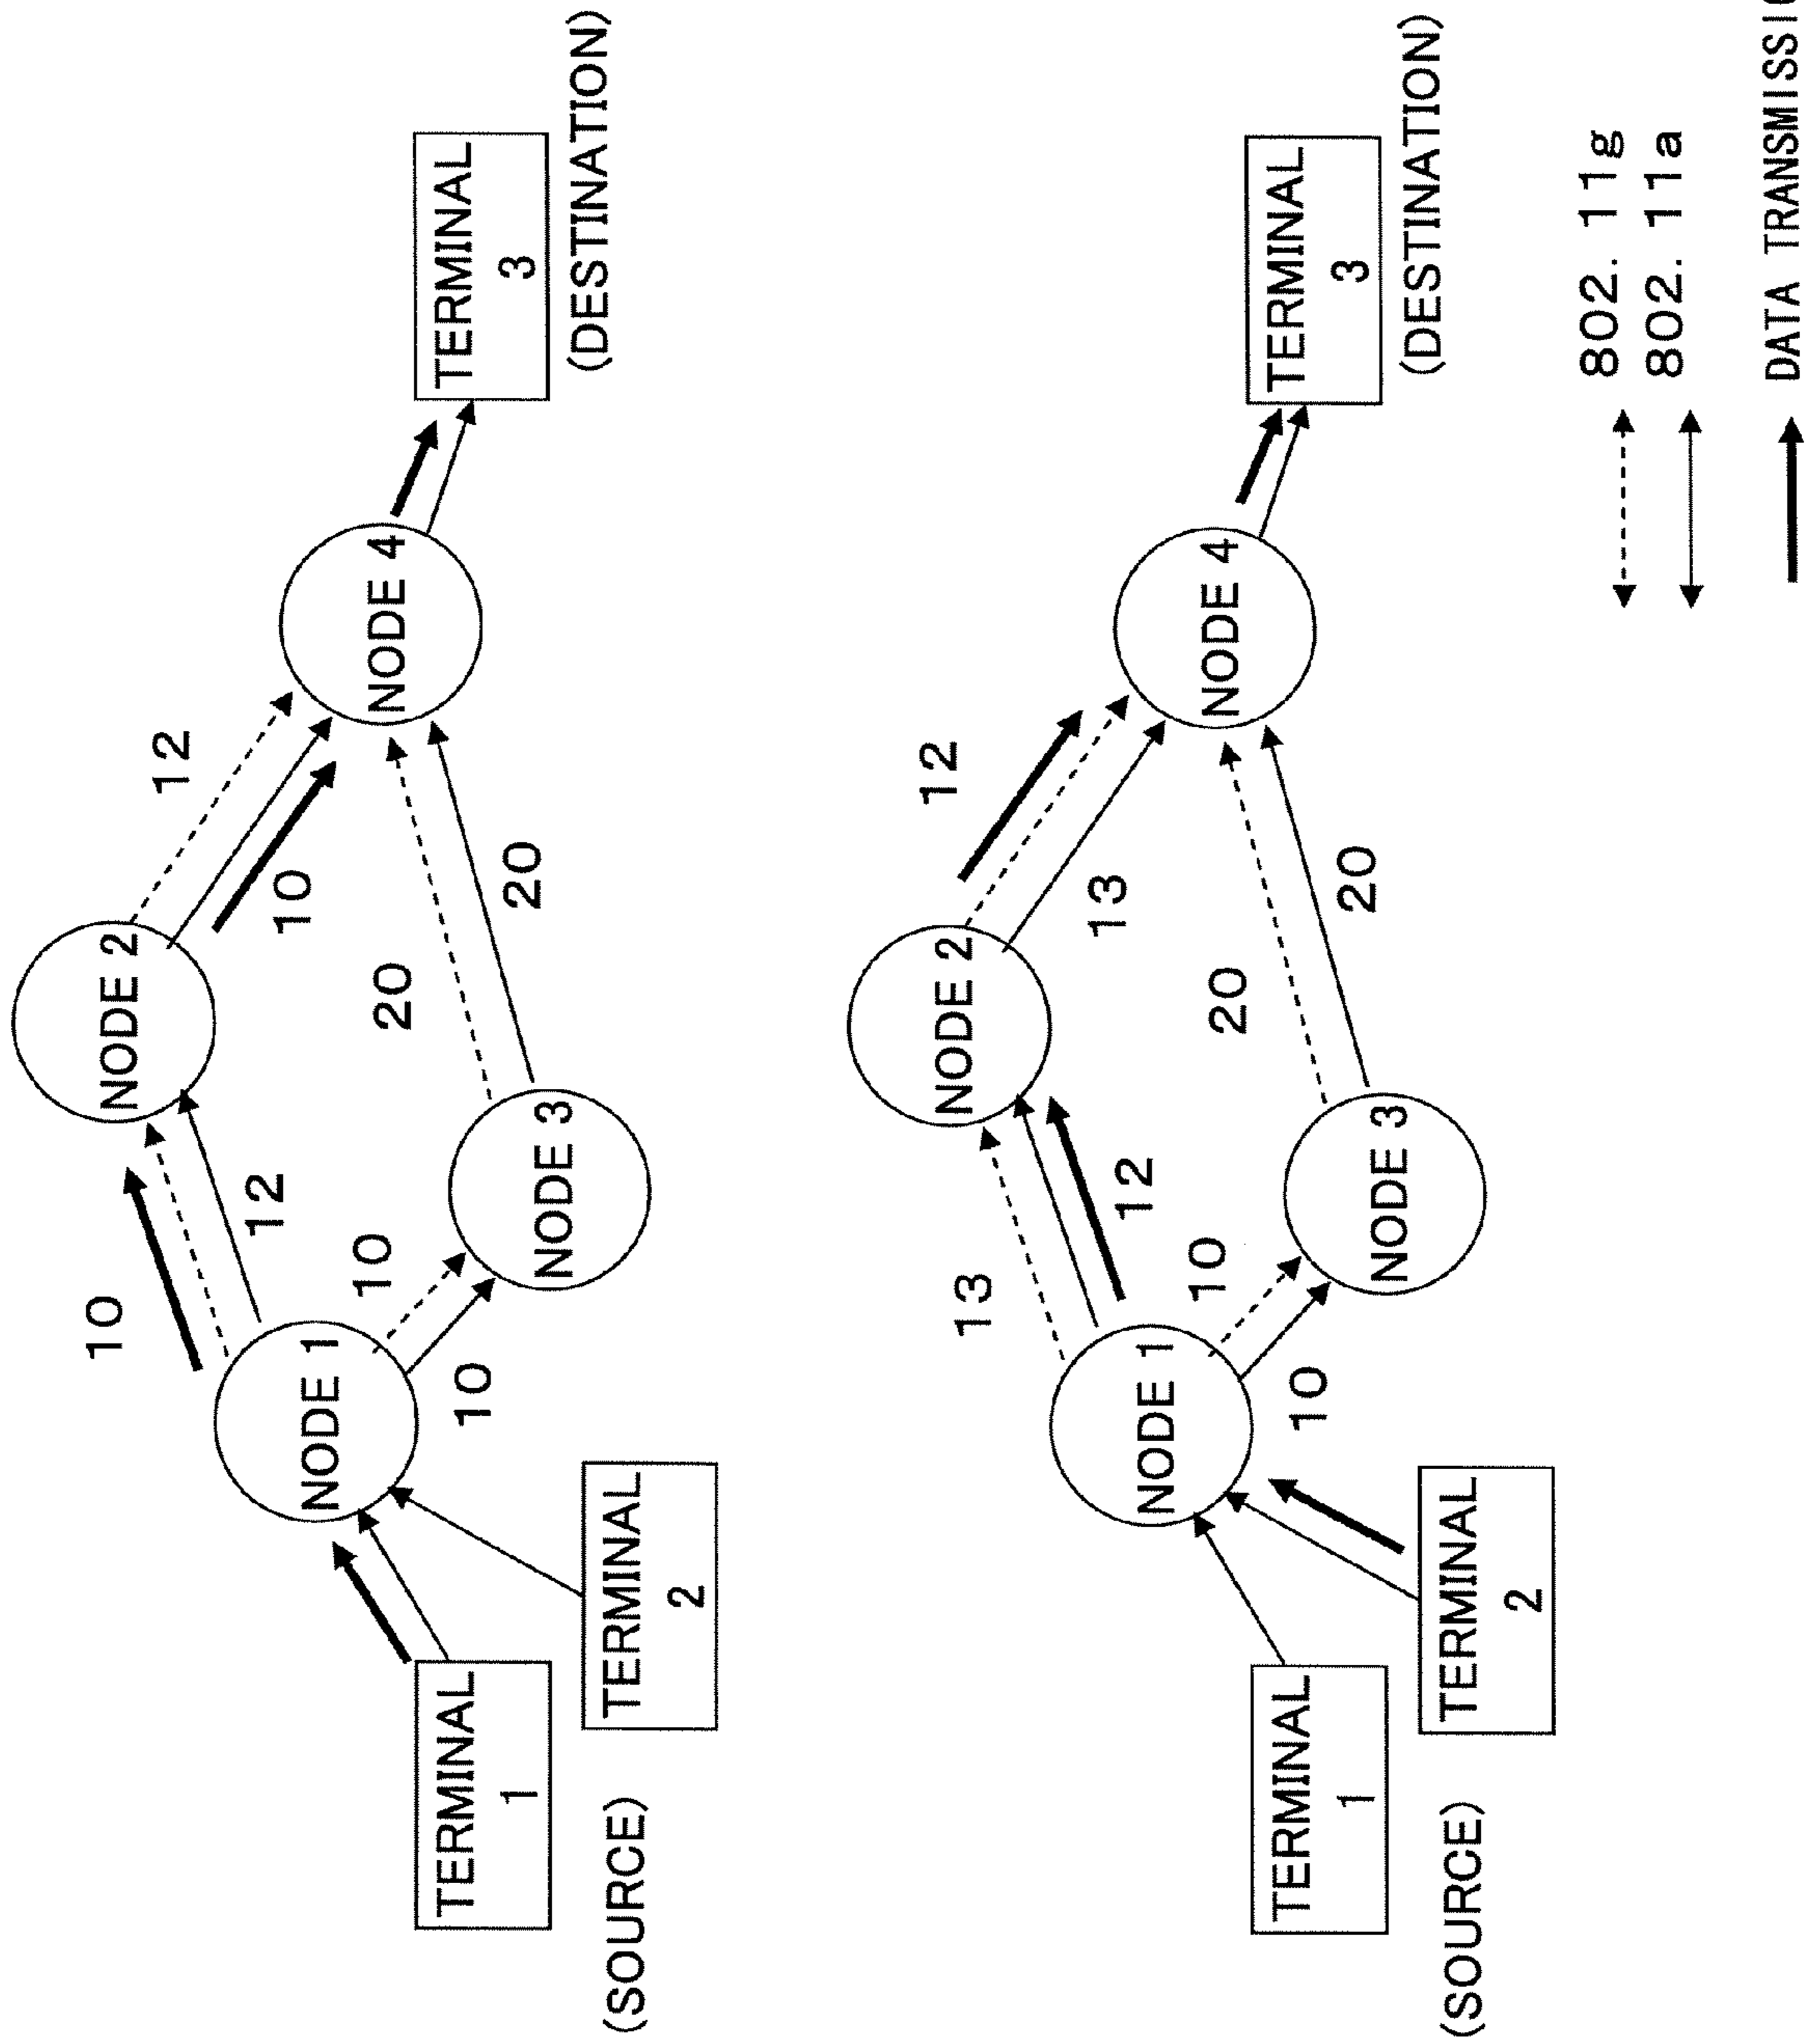 12
NODE 2
10
10
NODE 4
12
TERMINAL
3
20
NODE 1
10
20
(DESTINATION)
10
NODE 3
TERMINAL
1
TERMINAL
2
(SOURCE)
12
NODE 2
13
13
NODE 4
12
TERMINAL
3
20
NODE 1
10
20
(DESTINATION)
10
NODE 3
TERMINAL
1
TERMINAL
2
(SOURCE)
802. 11g
802. 11a
DATA